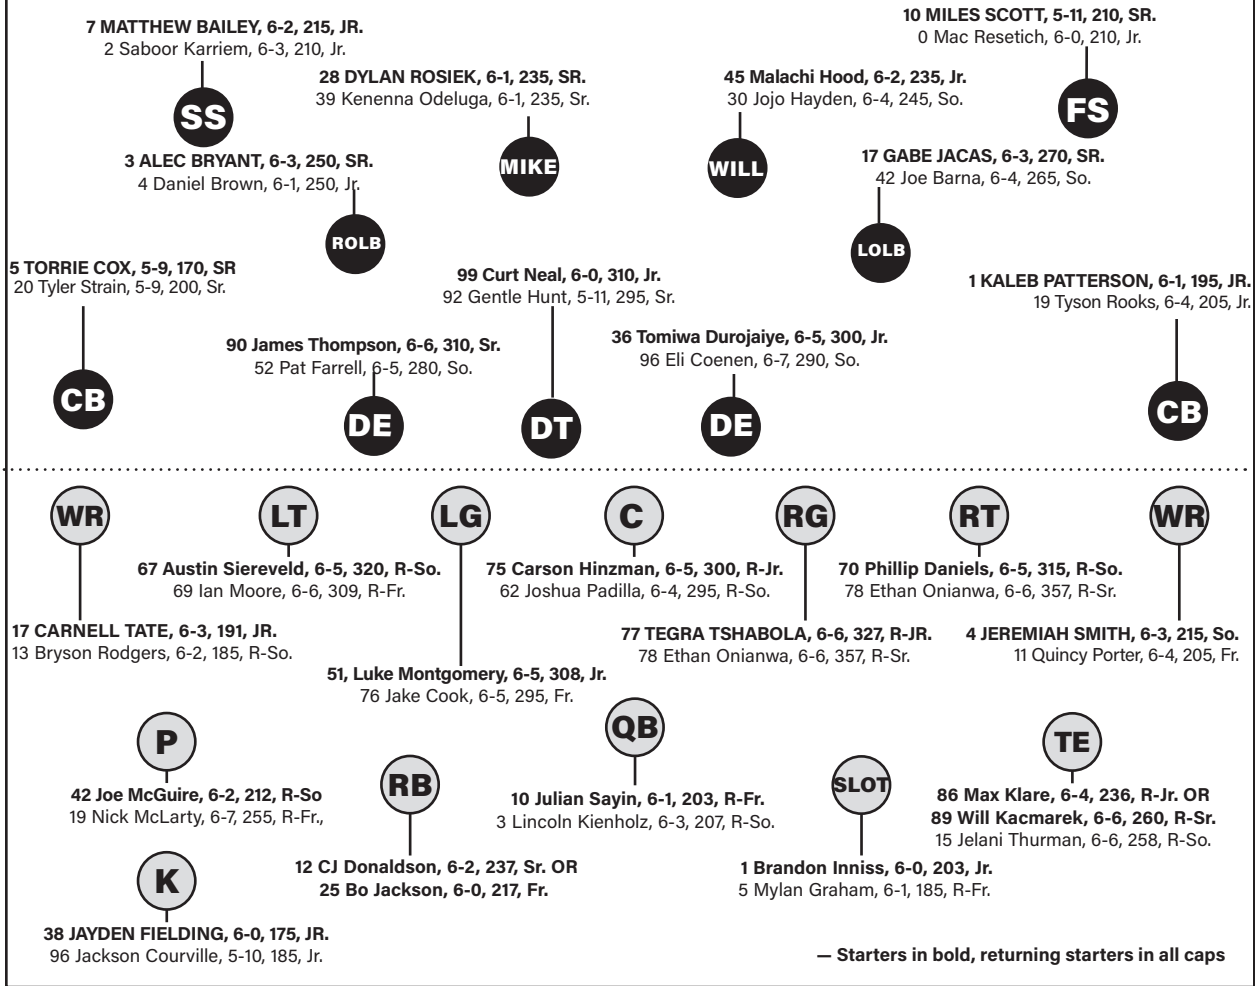 7 MATTHEW BAILEY, 6-2, 215, JR.
2 Saboor Karriem, 6-3, 210, Jr.
SS
10 MILES SCOTT, 5-11, 210, SR.
0 Mac Resetich, 6-0, 210, Jr.
FS
28 DYLAN ROSIEK, 6-1, 235, SR.
39 Kenenna Odeluga, 6-1, 235, Sr.
MIKE
45 Malachi Hood, 6-2, 235, Jr.
30 Jojo Hayden, 6-4, 245, So.
WILL
3 ALEC BRYANT, 6-3, 250, SR.
4 Daniel Brown, 6-1, 250, Jr.
ROLB
17 GABE JACAS, 6-3, 270, SR.
42 Joe Barna, 6-4, 265, So.
LOLB
5 TORRIE COX, 5-9, 170, SR
20 Tyler Strain, 5-9, 200, Sr.
CB
99 Curt Neal, 6-0, 310, Jr.
92 Gentle Hunt, 5-11, 295, Sr.
DT
1 KALEB PATTERSON, 6-1, 195, JR.
19 Tyson Rooks, 6-4, 205, Jr.
CB
90 James Thompson, 6-6, 310, Sr.
52 Pat Farrell, 6-5, 280, So.
DE
36 Tomiwa Durojaiye, 6-5, 300, Jr.
96 Eli Coenen, 6-7, 290, So.
DE
WR
17 CARNELL TATE, 6-3, 191, JR.
13 Bryson Rodgers, 6-2, 185, R-So.
LT
67 Austin Siereveld, 6-5, 320, R-So.
69 Ian Moore, 6-6, 309, R-Fr.
LG
51, Luke Montgomery, 6-5, 308, Jr.
76 Jake Cook, 6-5, 295, Fr.
C
75 Carson Hinzman, 6-5, 300, R-Jr.
62 Joshua Padilla, 6-4, 295, R-So.
RG
77 TEGRA TSHABOLA, 6-6, 327, R-JR.
78 Ethan Onianwa, 6-6, 357, R-Sr.
RT
70 Phillip Daniels, 6-5, 315, R-So.
78 Ethan Onianwa, 6-6, 357, R-Sr.
WR
4 JEREMIAH SMITH, 6-3, 215, So.
11 Quincy Porter, 6-4, 205, Fr.
P
42 Joe McGuire, 6-2, 212, R-So
19 Nick McLarty, 6-7, 255, R-Fr.,
RB
12 CJ Donaldson, 6-2, 237, Sr. OR
25 Bo Jackson, 6-0, 217, Fr.
QB
10 Julian Sayin, 6-1, 203, R-Fr.
3 Lincoln Kienholz, 6-3, 207, R-So.
SLOT
1 Brandon Inniss, 6-0, 203, Jr.
5 Mylan Graham, 6-1, 185, R-Fr.
TE
86 Max Klare, 6-4, 236, R-Jr. OR
89 Will Kacmarek, 6-6, 260, R-Sr.
15 Jelani Thurman, 6-6, 258, R-So.
K
38 JAYDEN FIELDING, 6-0, 175, JR.
96 Jackson Courville, 5-10, 185, Jr.
— Starters in bold, returning starters in all caps